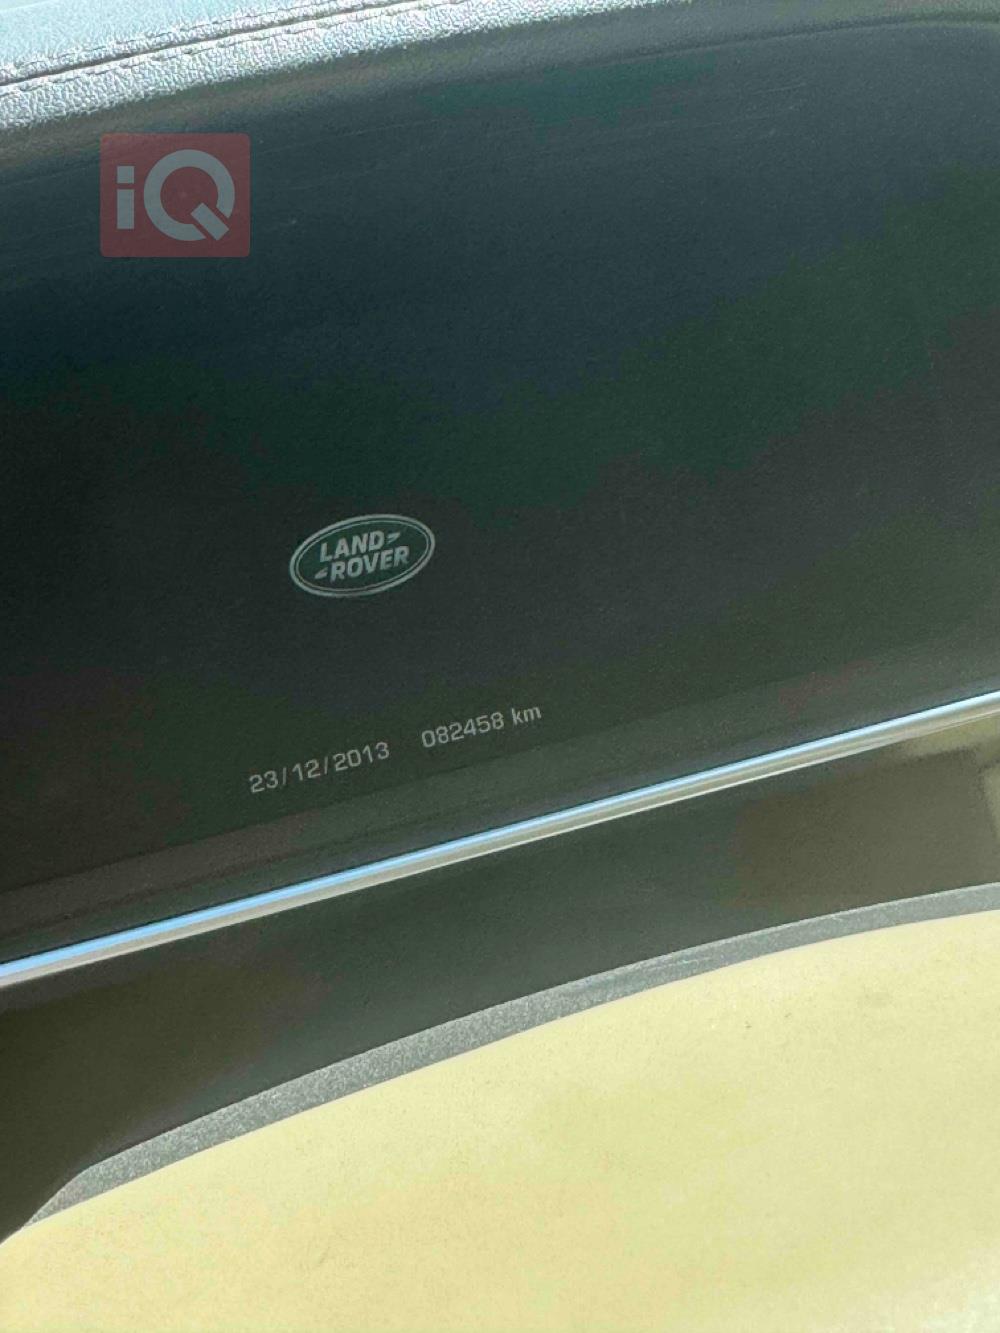 iQ
LAND
ROVER
23/12/2013 082458 km